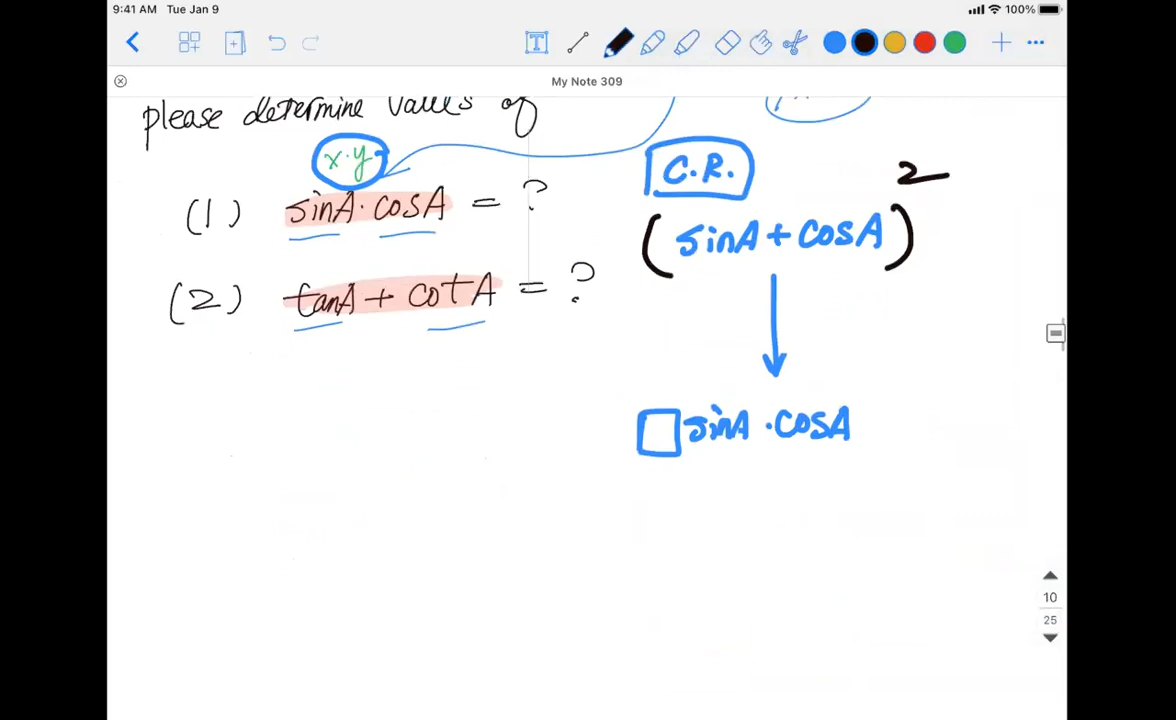 9:41 AM Tue Jan 9
100%
My Note 309
please determine values of
x·y
(1) sinA·cosA = ?
(2) tanA + cotA = ?
C.R.
(sinA + cosA)²
sinA·cosA
10
25